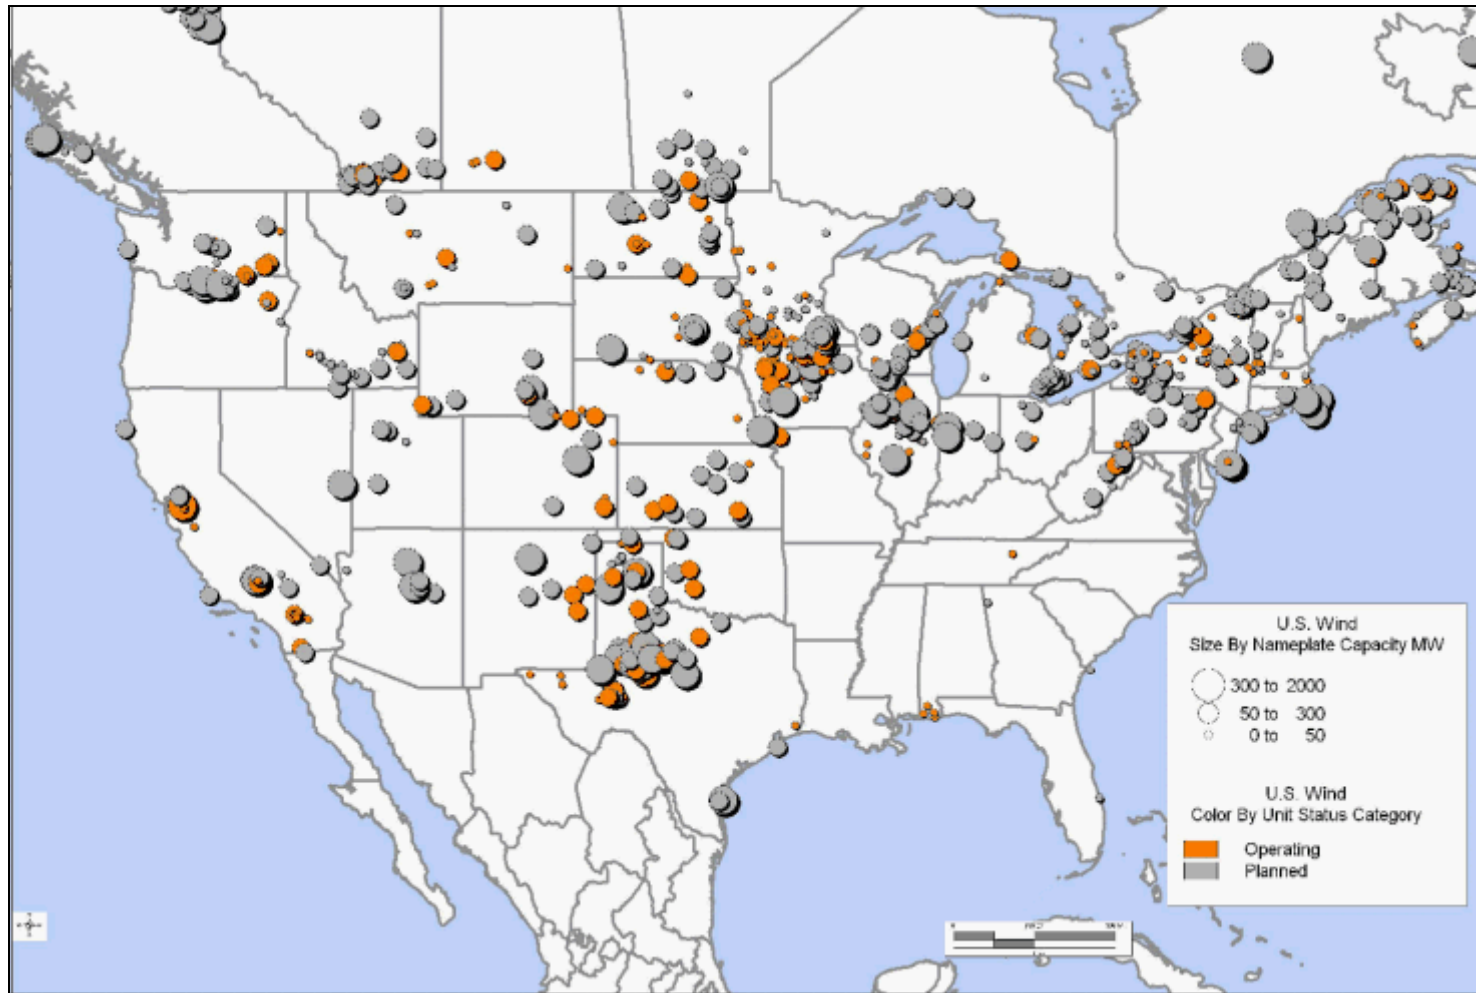 U.S. Wind
Size By Nameplate Capacity MW
300 to 2000
50 to 300
0 to 50
U.S. Wind
Color By Unit Status Category
Operating
Planned